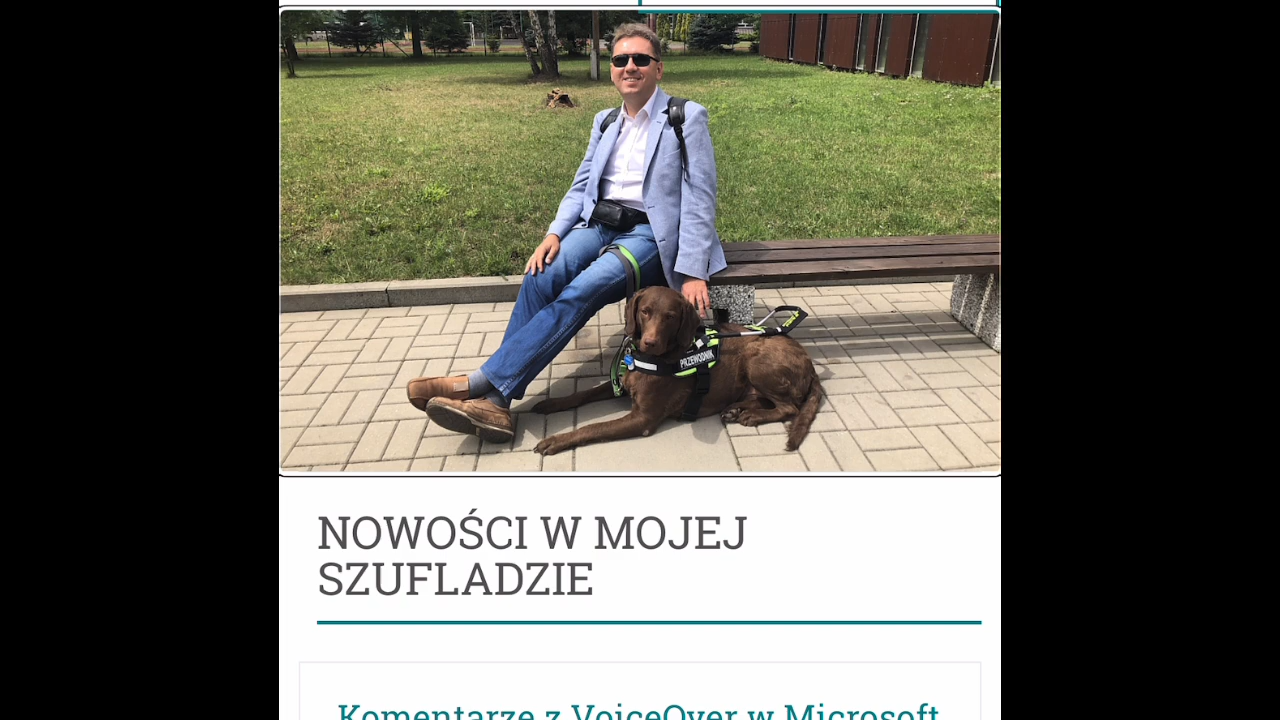 PRZEWODNIK
NOWOŚCI W MOJEJ
SZUFLADZIE
Komentarze z VoiceOver w Microsoft